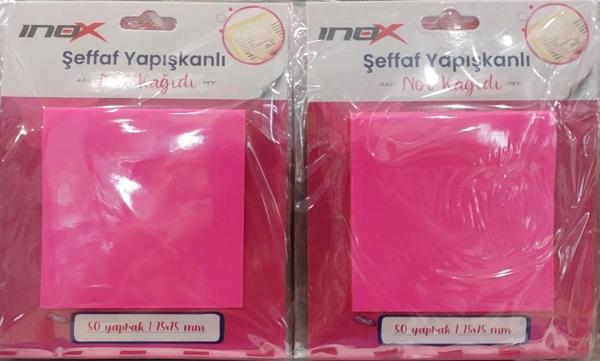 INOX
Şeffaf Yapışkanlı
Not Kağıdı
50 yaprak | 75x75 mm
INOX
Şeffaf Yapışkanlı
Not Kağıdı
50 yaprak | 75x75 mm